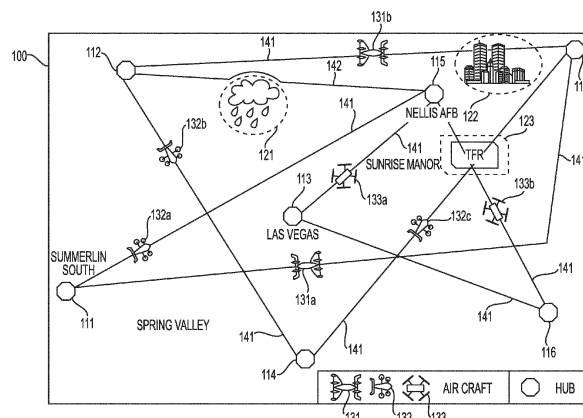 131b
141
100
112
115
11
142
141
122
NELLIS AFB
123
132b
121
141
SUNRISE MANOR
TFR
141
113
133a
133b
132a
132c
LAS VEGAS
SUMMERLIN
SOUTH
131a
141
111
SPRING VALLEY
141
141
141
116
114
AIR CRAFT
HUB
131
132
133